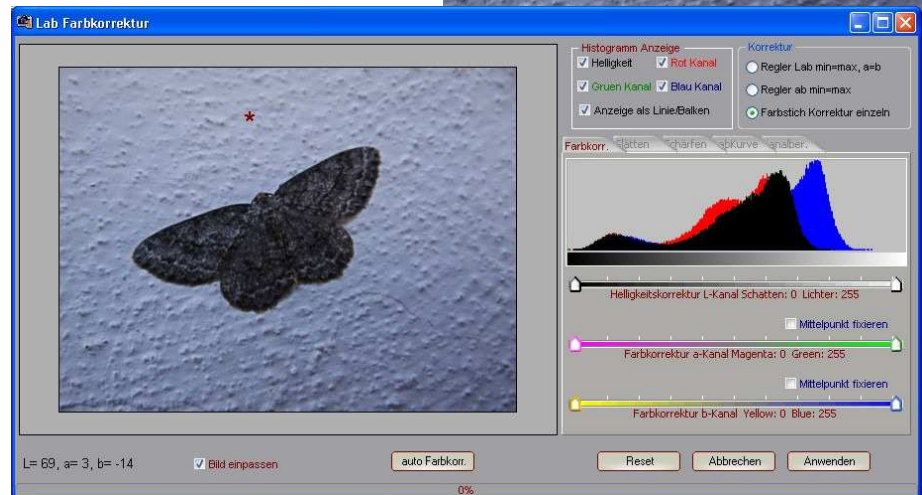 Lab Farbkorrektur
Histogramm Anzeige
Helligkeit Rot Kanal
Gruen Kanal Blau Kanal
Anzeige als Linie/Balken
Korrektur
Regler Lab min=max, a=b
Regler ab min=max
Farbstich Korrektur einzeln
Farbkorr.
*
Helligkeitskorrektur L-Kanal Schatten: 0 Lichter: 255
Mittelpunkt fixieren
Farbkorrektur a-Kanal Magenta: 0 Green: 255
Mittelpunkt fixieren
Farbkorrektur b-Kanal Yellow: 0 Blue: 255
L= 69, a= 3, b= -14
Bild einpassen
auto Farbkorr.
Reset Abbrechen Anwenden
0%